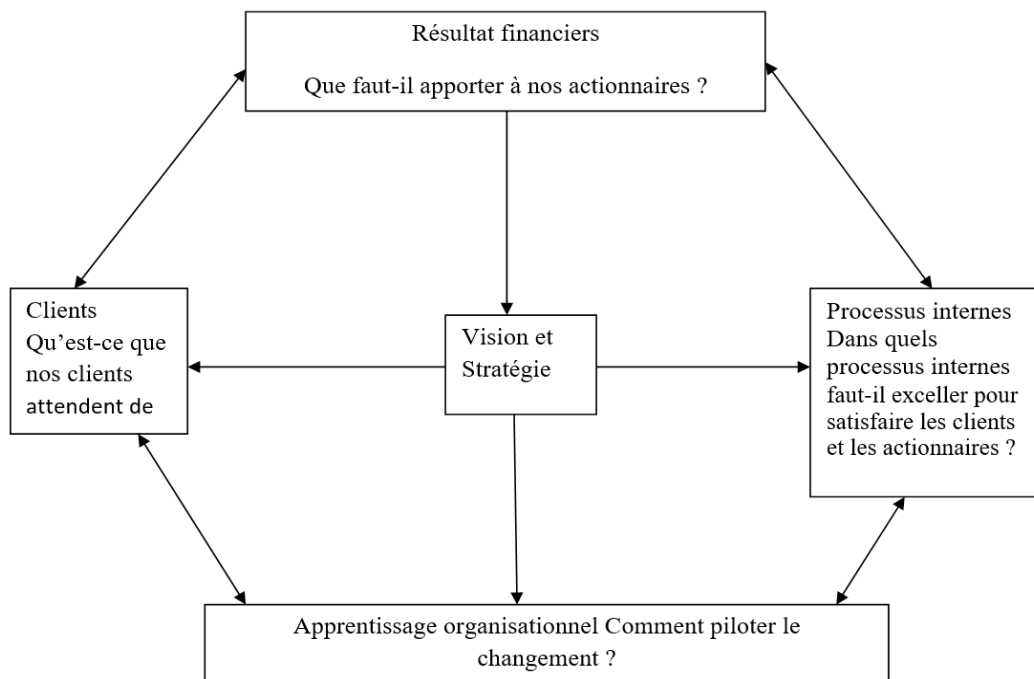 Résultat financiers
Que faut-il apporter à nos actionnaires ?
Clients
Qu’est-ce que
nos clients
attendent de
Vision et
Stratégie
Processus internes
Dans quels
processus internes
faut-il exceller pour
satisfaire les clients
et les actionnaires ?
Apprentissage organisationnel Comment piloter le
changement ?